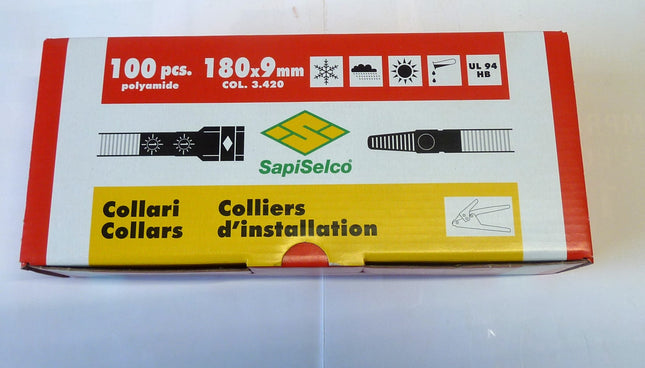 100 pcs.
polyamide
180x9mm
COL. 3.420
UL 94
HB
SapiSelco®
Collari
Collars
Colliers
d'installation